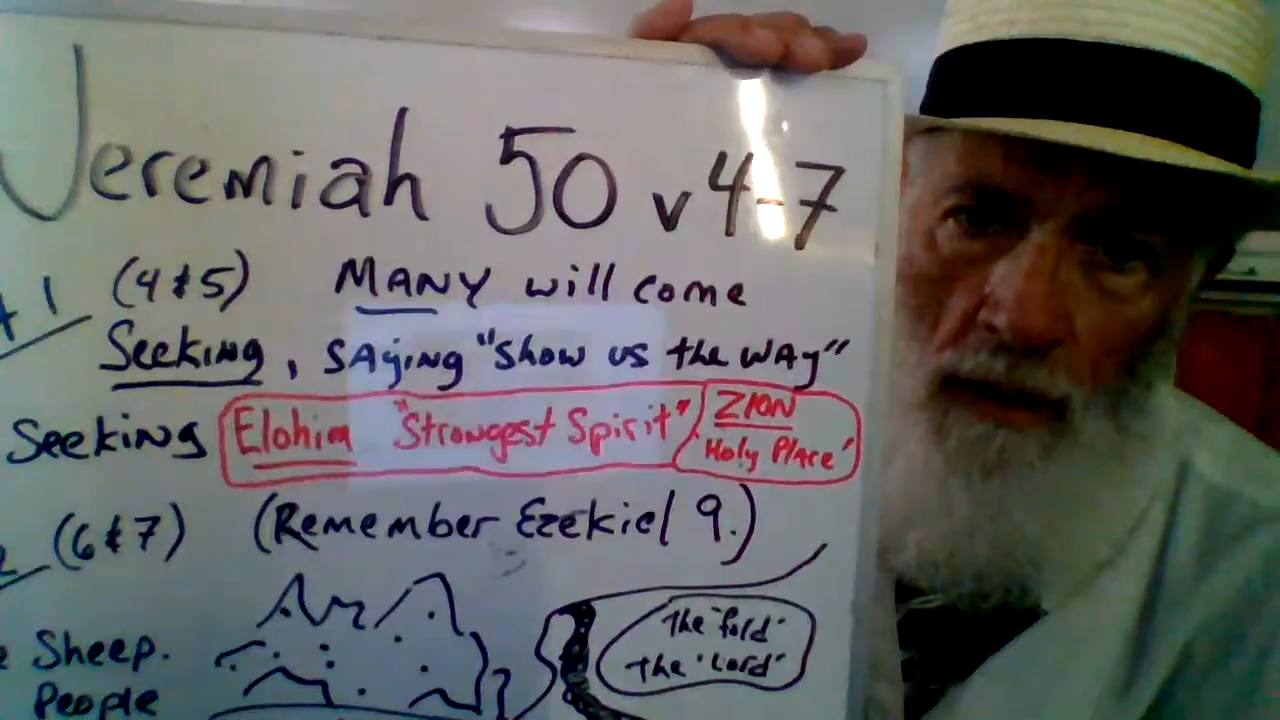 Jeremiah 50 v 4-7
1 (4 & 5) MANY will come
Seeking, SAying "show us the WAY"
Seeking Elohim "Strongest Spirit" ZION
'Holy Place'
2 (6 & 7) (Remember Ezekiel 9.)
The "fold"
the 'Lord'
Sheep.
People